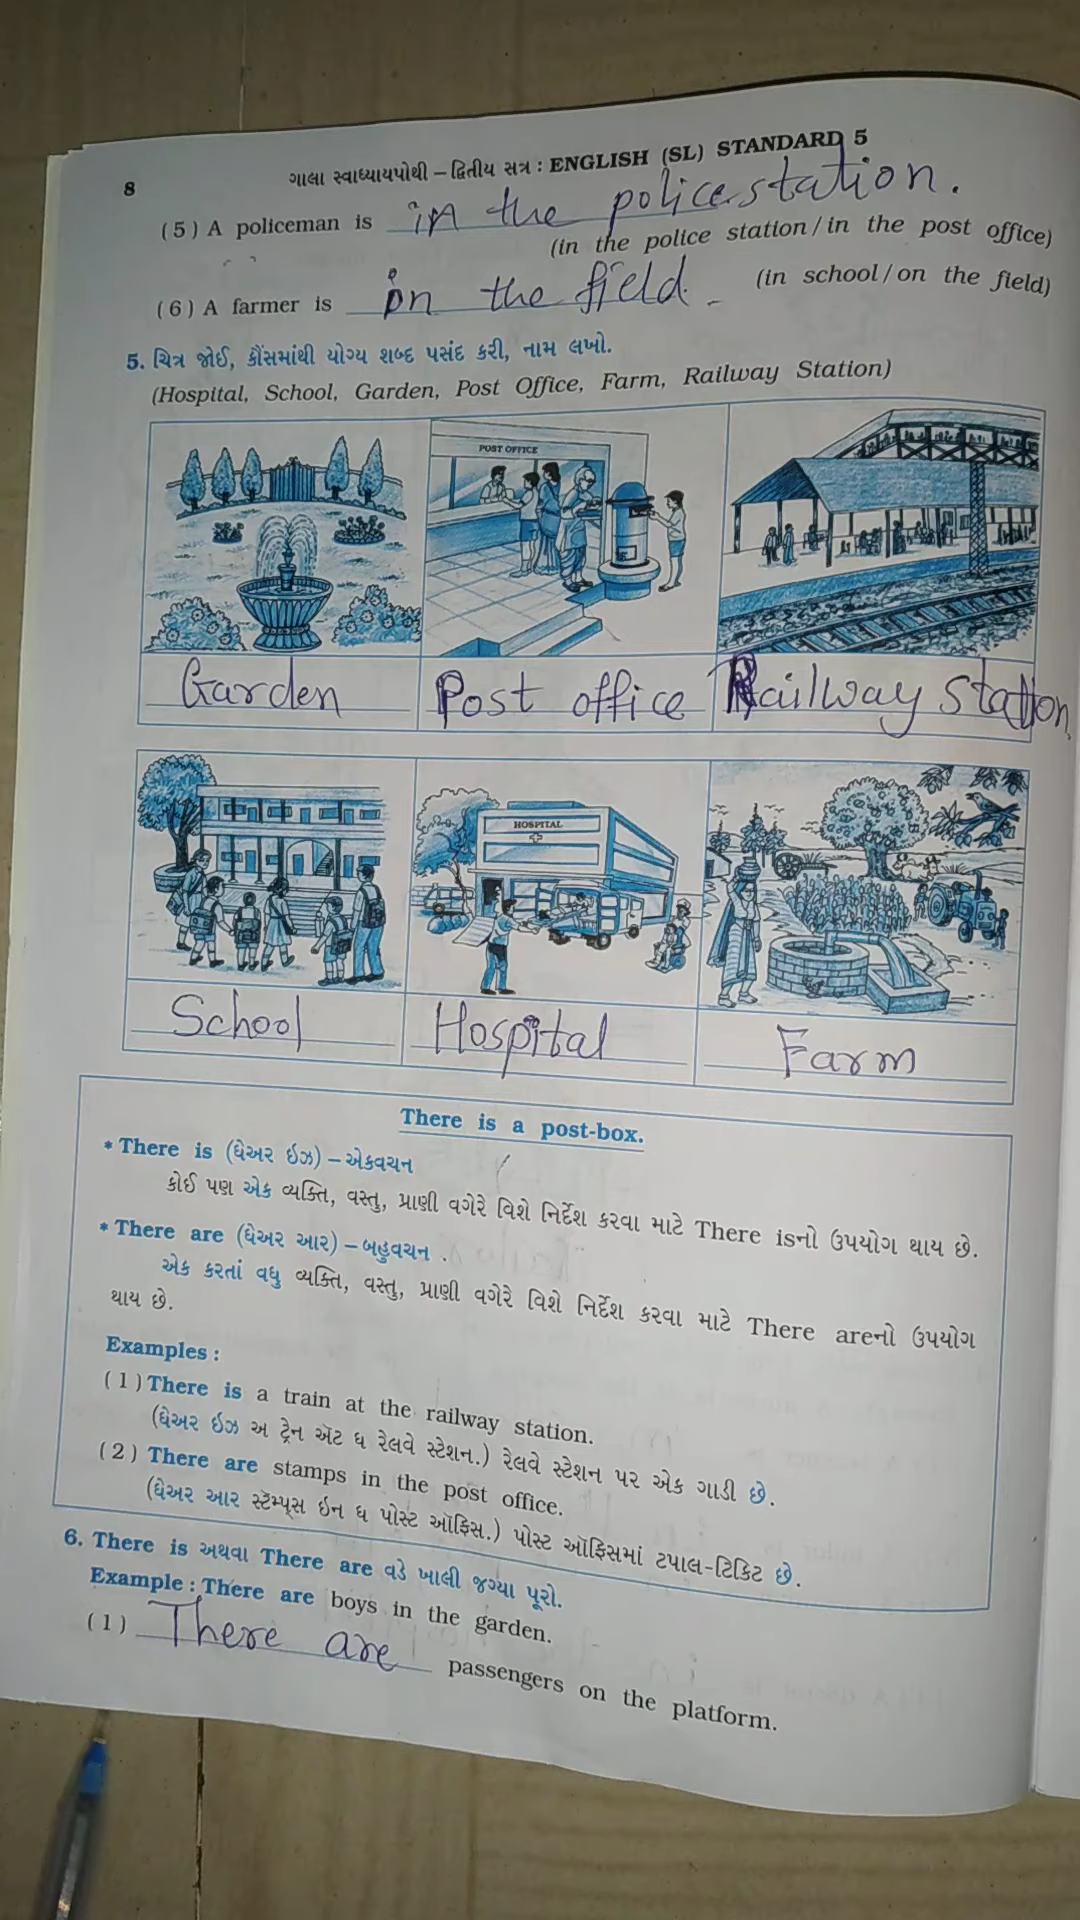 8
ગાલા સ્વાધ્યાયપોથી – દ્વિતીય સત્ર : ENGLISH (SL) STANDARD 5
(5) A policeman is in the police station.
(in the police station/in the post office)
(6) A farmer is on the field. (in school/on the field)
5. ચિત્ર જોઈ, કૌંસમાંથી યોગ્ય શબ્દ પસંદ કરી, નામ લખો.
(Hospital, School, Garden, Post Office, Farm, Railway Station)
POST OFFICE
Garden Post office Railway Station.
HOSPITAL
School Hospital Farm
There is a post-box.
* There is (ધેઅર ઇઝ) – એકવચન
કોઈ પણ એક વ્યક્તિ, વસ્તુ, પ્રાણી વગેરે વિશે નિર્દેશ કરવા માટે There isનો ઉપયોગ થાય છે.
* There are (ધેઅર આર) – બહુવચન.
એક કરતાં વધુ વ્યક્તિ, વસ્તુ, પ્રાણી વગેરે વિશે નિર્દેશ કરવા માટે There areનો ઉપયોગ
થાય છે.
Examples :
(1) There is a train at the railway station.
(ધેઅર ઇઝ અ ટ્રેન ઍટ ધ રેલવે સ્ટેશન.) રેલવે સ્ટેશન પર એક ગાડી છે.
(2) There are stamps in the post office.
(ધેઅર આર સ્ટૅમ્પ્સ ઇન ધ પોસ્ટ ઑફિસ.) પોસ્ટ ઑફિસમાં ટપાલ-ટિકિટ છે.
6. There is અથવા There are વડે ખાલી જગ્યા પૂરો.
Example : There are boys in the garden.
(1) There are passengers on the platform.